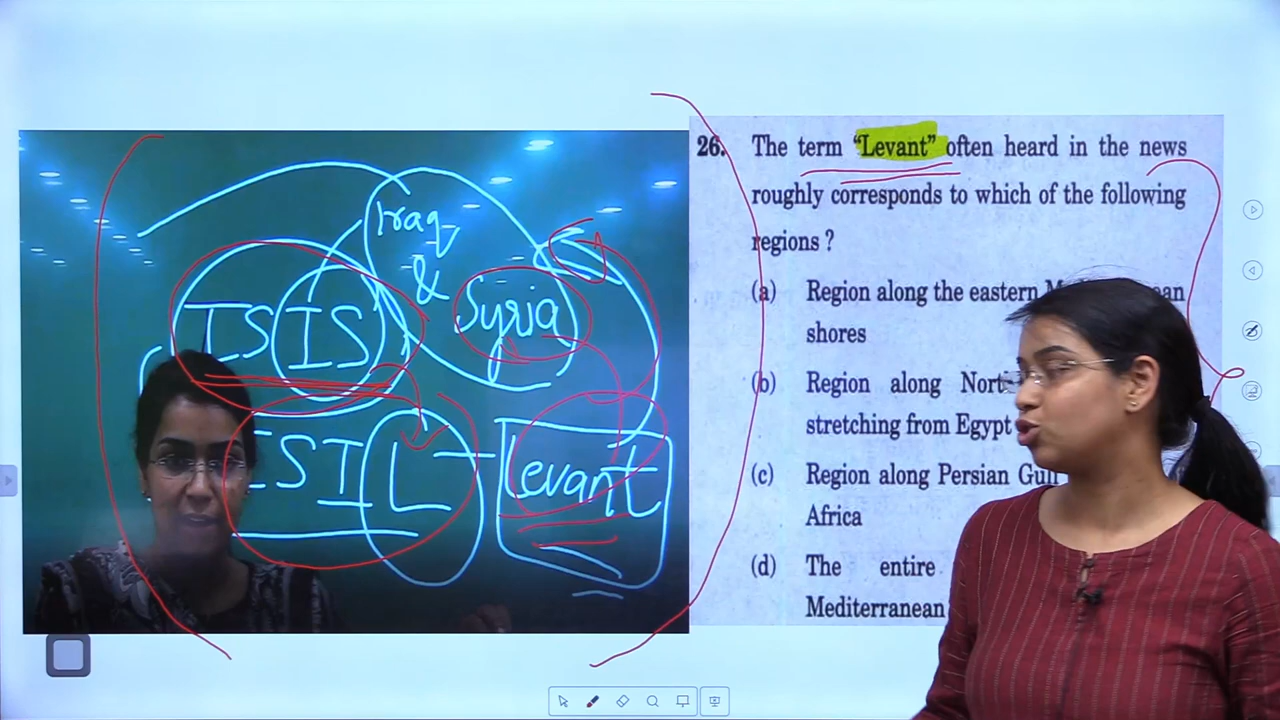 Iraq
&
Syria
ISIS
ISIL - Levant
26. The term “Levant” often heard in the news
roughly corresponds to which of the following
regions ?
(a) Region along the eastern
shores
(b) Region along
stretching from Egypt
(c) Region along Persian Gulf
Africa
(d) The entire
Mediterranean